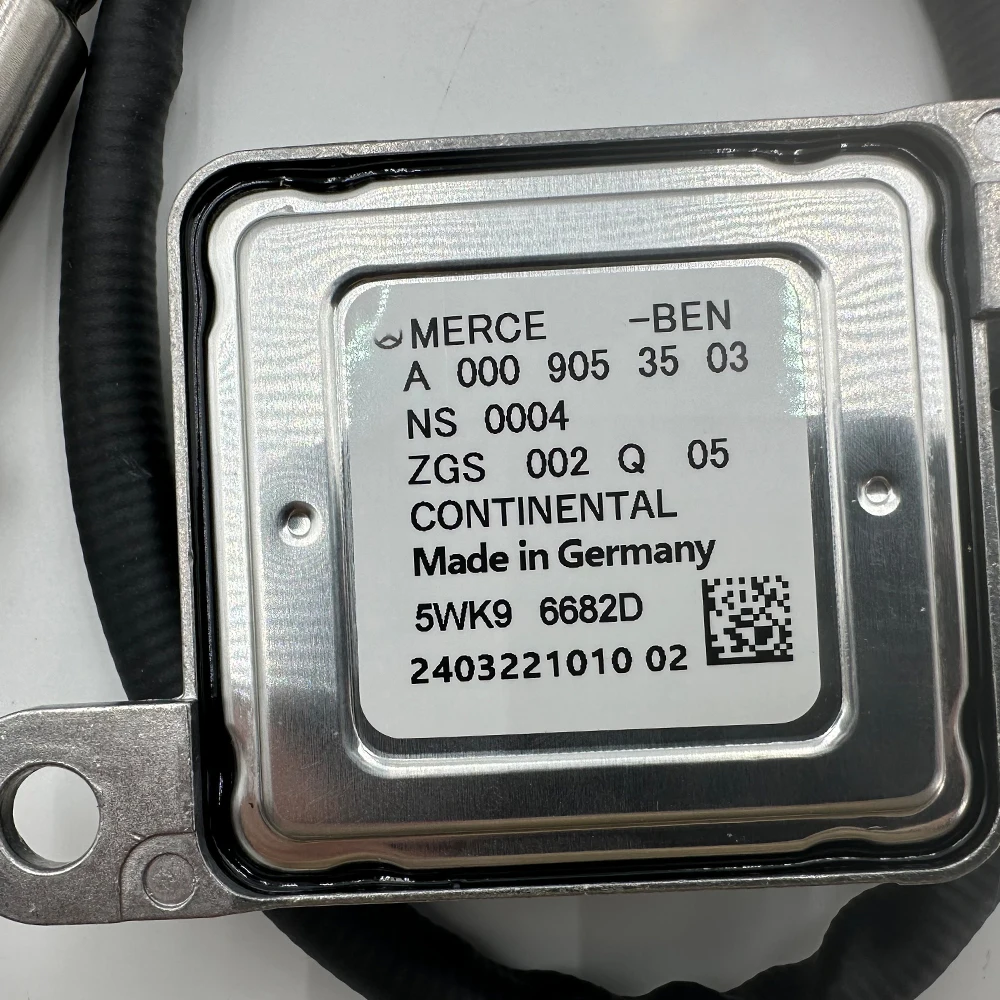 MERCE -BEN
A 000 905 35 03
NS 0004
ZGS 002 Q 05
CONTINENTAL
Made in Germany
5WK9 6682D
2403221010 02